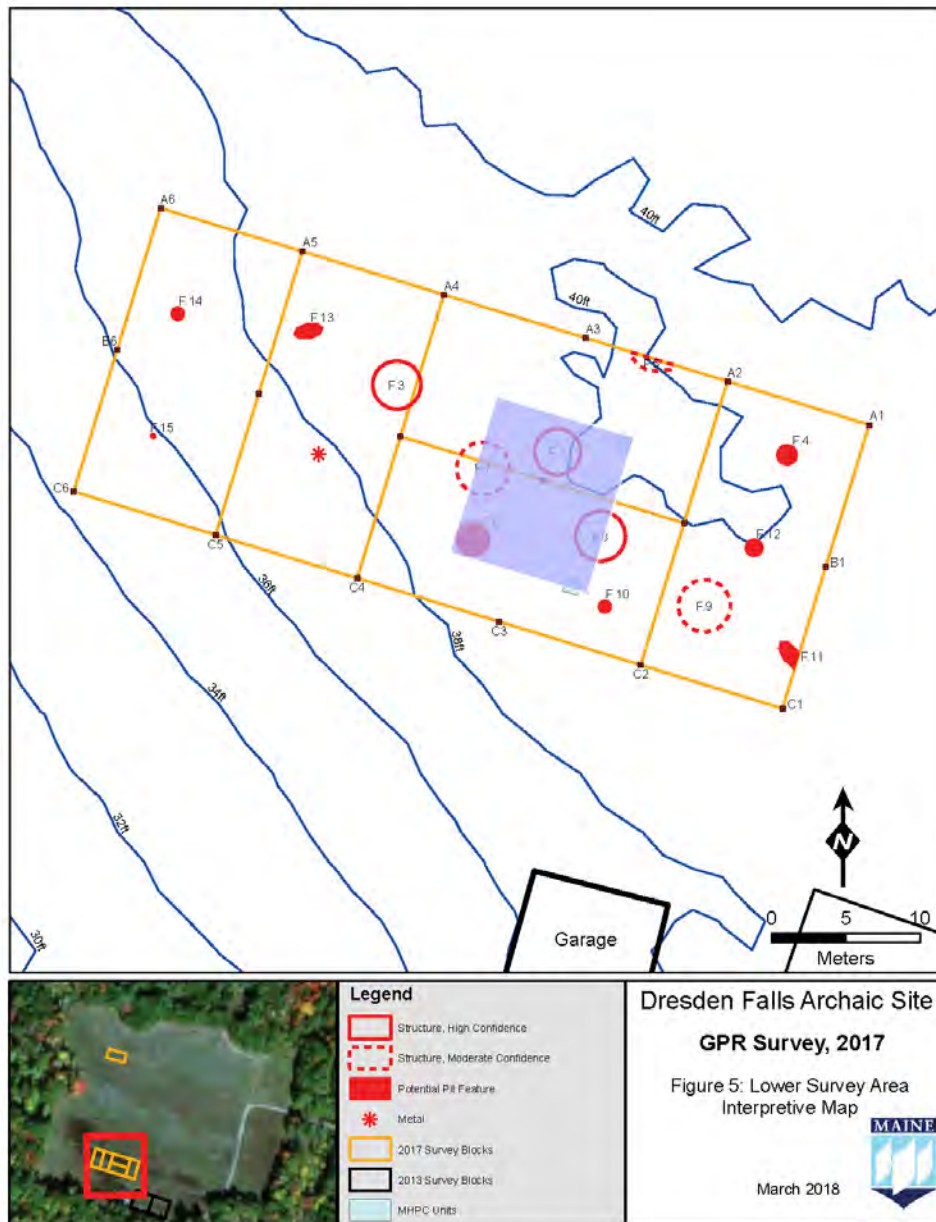 40ft
A6
A5
A4
40ft
A3
F.14
B6
F.13
A2
F.3
A1
F.4
F.15
C6
F.12
B1
C5
F.9
36ft
C4
F.10
C3
38ft
F.11
C2
C1
34ft
32ft
N
30ft
Garage
0 5 10
Meters
Legend
Structure, High Confidence
Structure, Moderate Confidence
Potential Pit Feature
Metal
2017 Survey Blocks
2013 Survey Blocks
MHPC Units
Dresden Falls Archaic Site
GPR Survey, 2017
Figure 5: Lower Survey Area
Interpretive Map
MAINE
March 2018